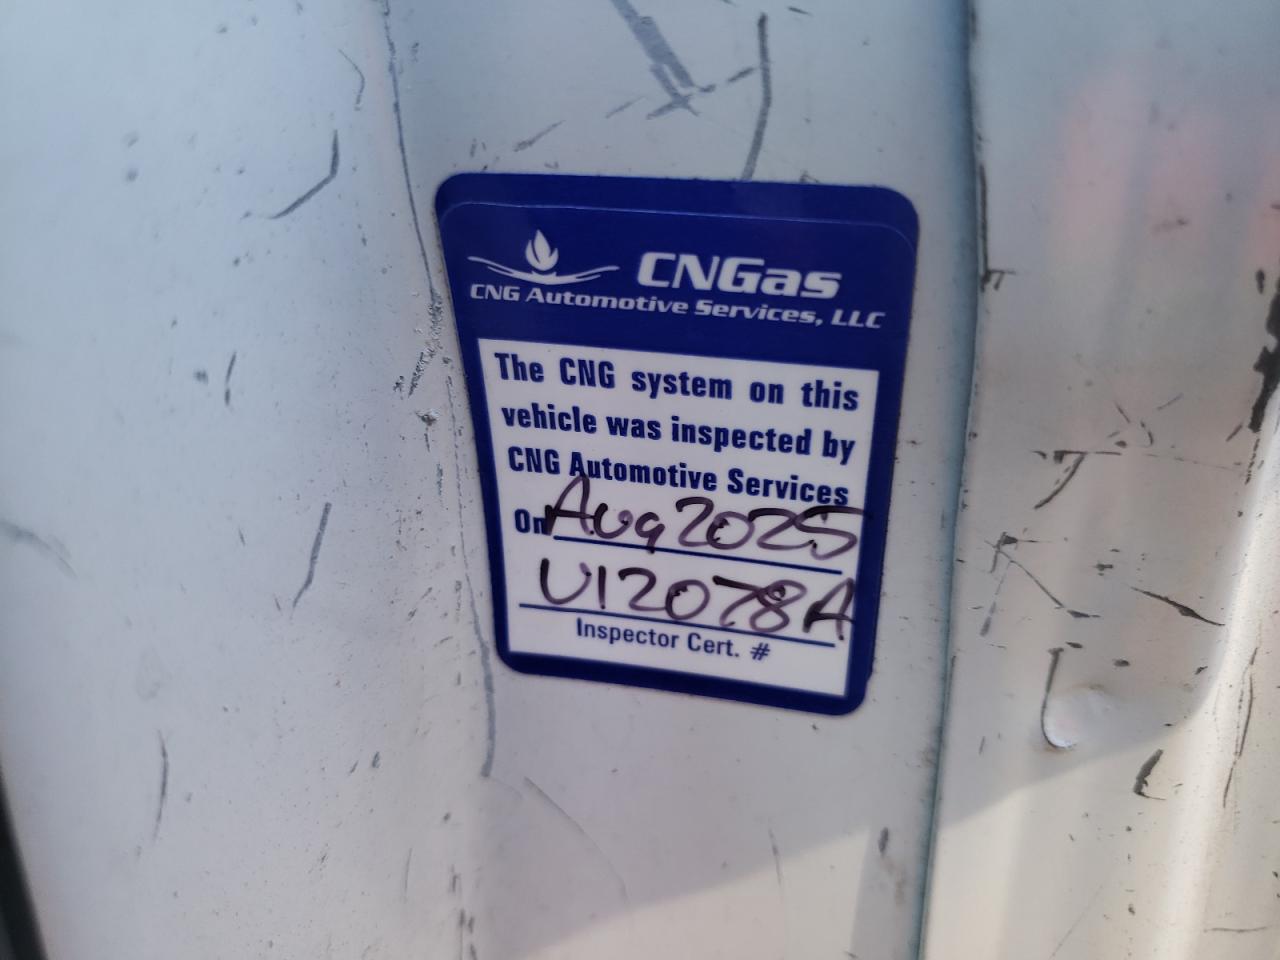 CNGas
CNG Automotive Services, LLC
The CNG system on this
vehicle was inspected by
CNG Automotive Services
On Aug 2025
U12078A
Inspector Cert. #